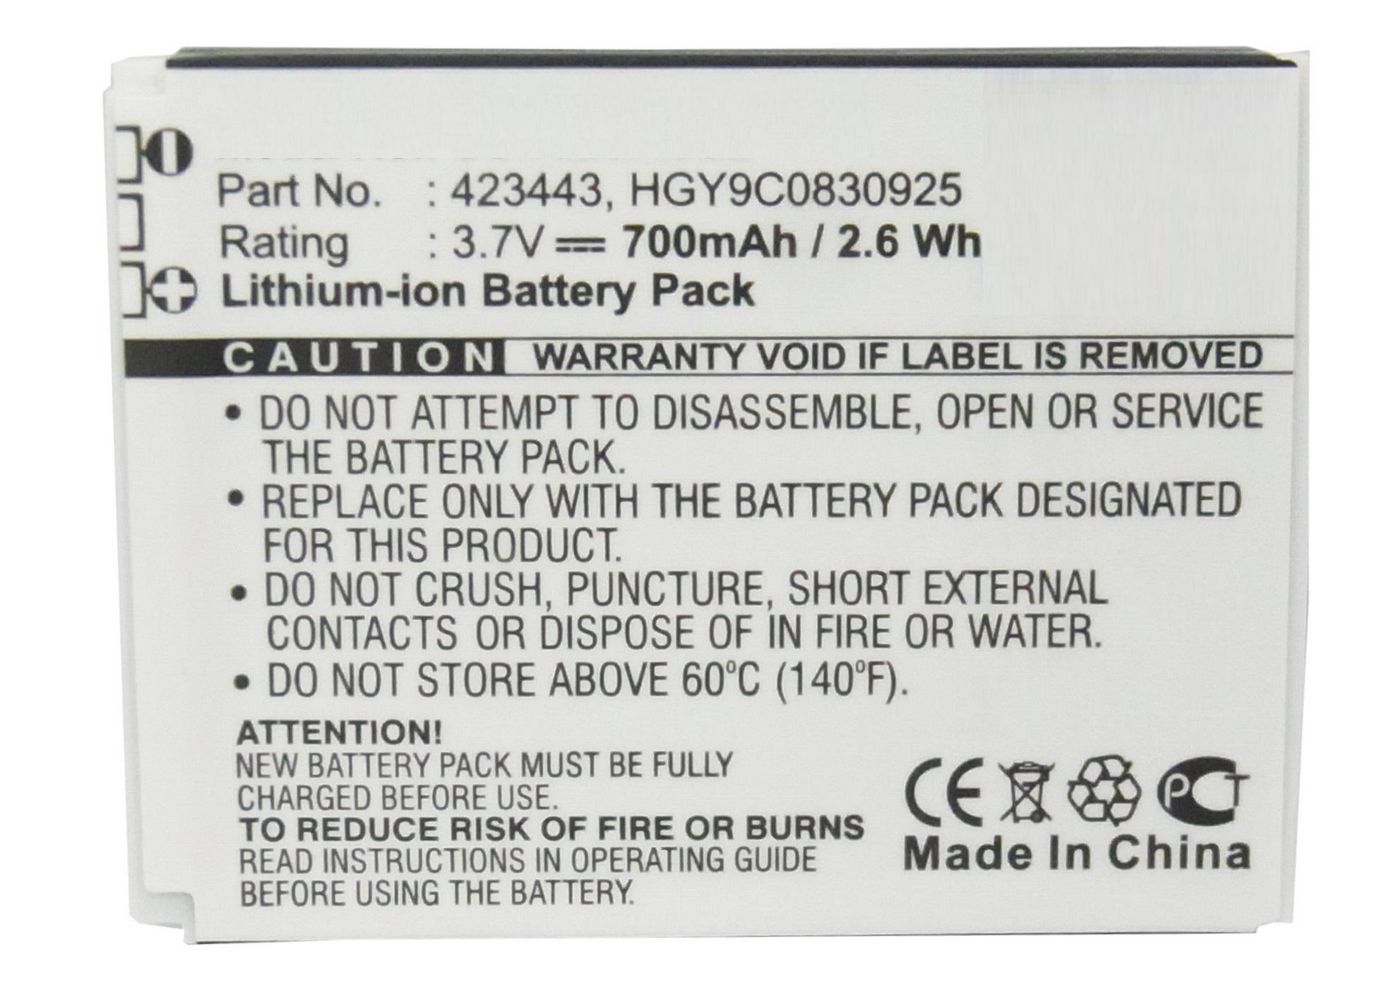 Part No. : 423443, HGY9C0830925
Rating : 3.7V 700mAh / 2.6 Wh
Lithium-ion Battery Pack
CAUTION WARRANTY VOID IF LABEL IS REMOVED
• DO NOT ATTEMPT TO DISASSEMBLE, OPEN OR SERVICE
THE BATTERY PACK.
• REPLACE ONLY WITH THE BATTERY PACK DESIGNATED
FOR THIS PRODUCT.
• DO NOT CRUSH, PUNCTURE, SHORT EXTERNAL
CONTACTS OR DISPOSE OF IN FIRE OR WATER.
• DO NOT STORE ABOVE 60°C (140°F).
ATTENTION!
NEW BATTERY PACK MUST BE FULLY
CHARGED BEFORE USE.
TO REDUCE RISK OF FIRE OR BURNS
READ INSTRUCTIONS IN OPERATING GUIDE
BEFORE USING THE BATTERY.
CE PCT
Made In China